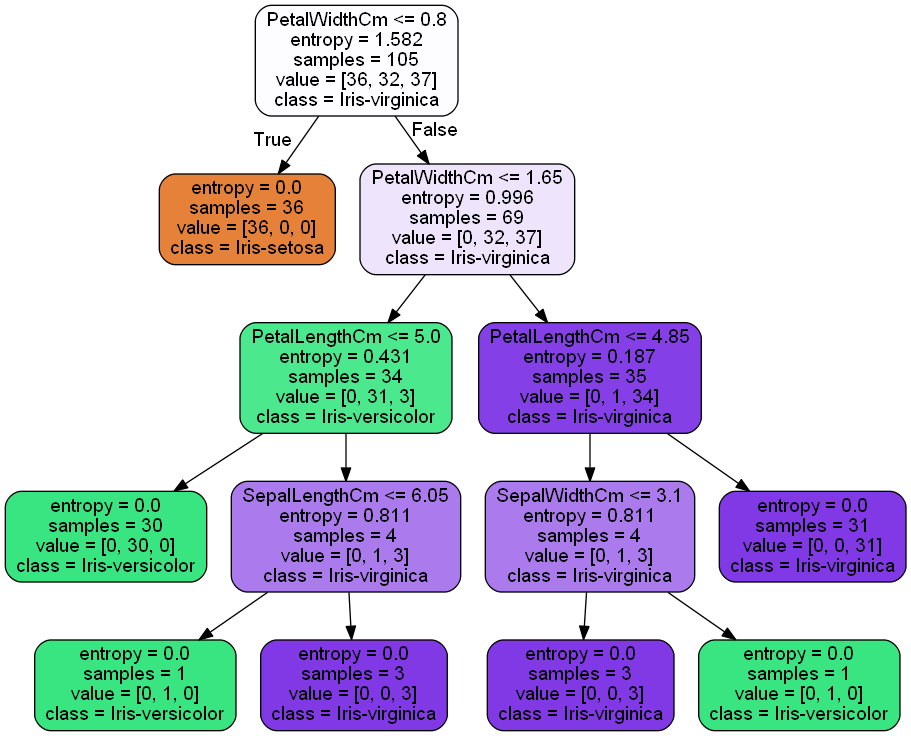 PetalWidthCm <= 0.8
entropy = 1.582
samples = 105
value = [36, 32, 37]
class = Iris-virginica
True
False
entropy = 0.0
samples = 36
value = [36, 0, 0]
class = Iris-setosa
PetalWidthCm <= 1.65
entropy = 0.996
samples = 69
value = [0, 32, 37]
class = Iris-virginica
PetalLengthCm <= 5.0
entropy = 0.431
samples = 34
value = [0, 31, 3]
class = Iris-versicolor
PetalLengthCm <= 4.85
entropy = 0.187
samples = 35
value = [0, 1, 34]
class = Iris-virginica
entropy = 0.0
samples = 30
value = [0, 30, 0]
class = Iris-versicolor
SepalLengthCm <= 6.05
entropy = 0.811
samples = 4
value = [0, 1, 3]
class = Iris-virginica
SepalWidthCm <= 3.1
entropy = 0.811
samples = 4
value = [0, 1, 3]
class = Iris-virginica
entropy = 0.0
samples = 31
value = [0, 0, 31]
class = Iris-virginica
entropy = 0.0
samples = 1
value = [0, 1, 0]
class = Iris-versicolor
entropy = 0.0
samples = 3
value = [0, 0, 3]
class = Iris-virginica
entropy = 0.0
samples = 3
value = [0, 0, 3]
class = Iris-virginica
entropy = 0.0
samples = 1
value = [0, 1, 0]
class = Iris-versicolor